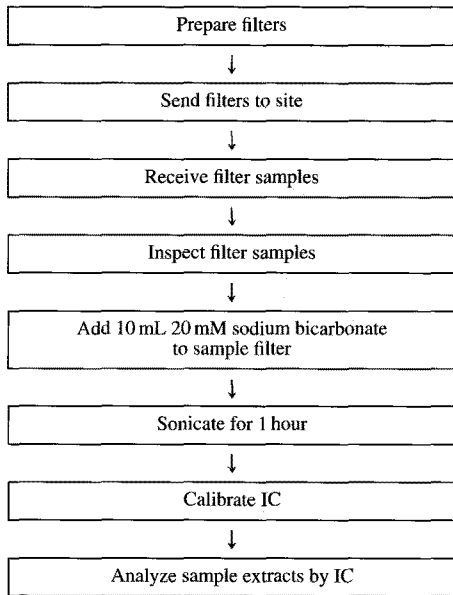 Prepare filters
Send filters to site
Receive filter samples
Inspect filter samples
Add 10 mL 20 mM sodium bicarbonate
to sample filter
Sonicate for 1 hour
Calibrate IC
Analyze sample extracts by IC